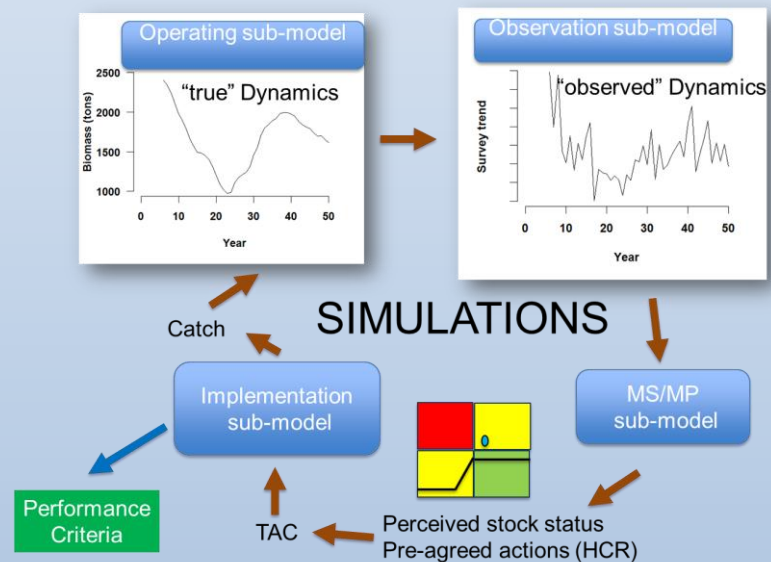 Operating sub-model
“true” Dynamics
2500
2000
1500
1000
Biomass (tons)
0 10 20 30 40 50
Year
Observation sub-model
“observed” Dynamics
Survey trend
0 10 20 30 40 50
Year
SIMULATIONS
Catch
Implementation
sub-model
MS/MP
sub-model
Performance
Criteria
TAC
Perceived stock status
Pre-agreed actions (HCR)